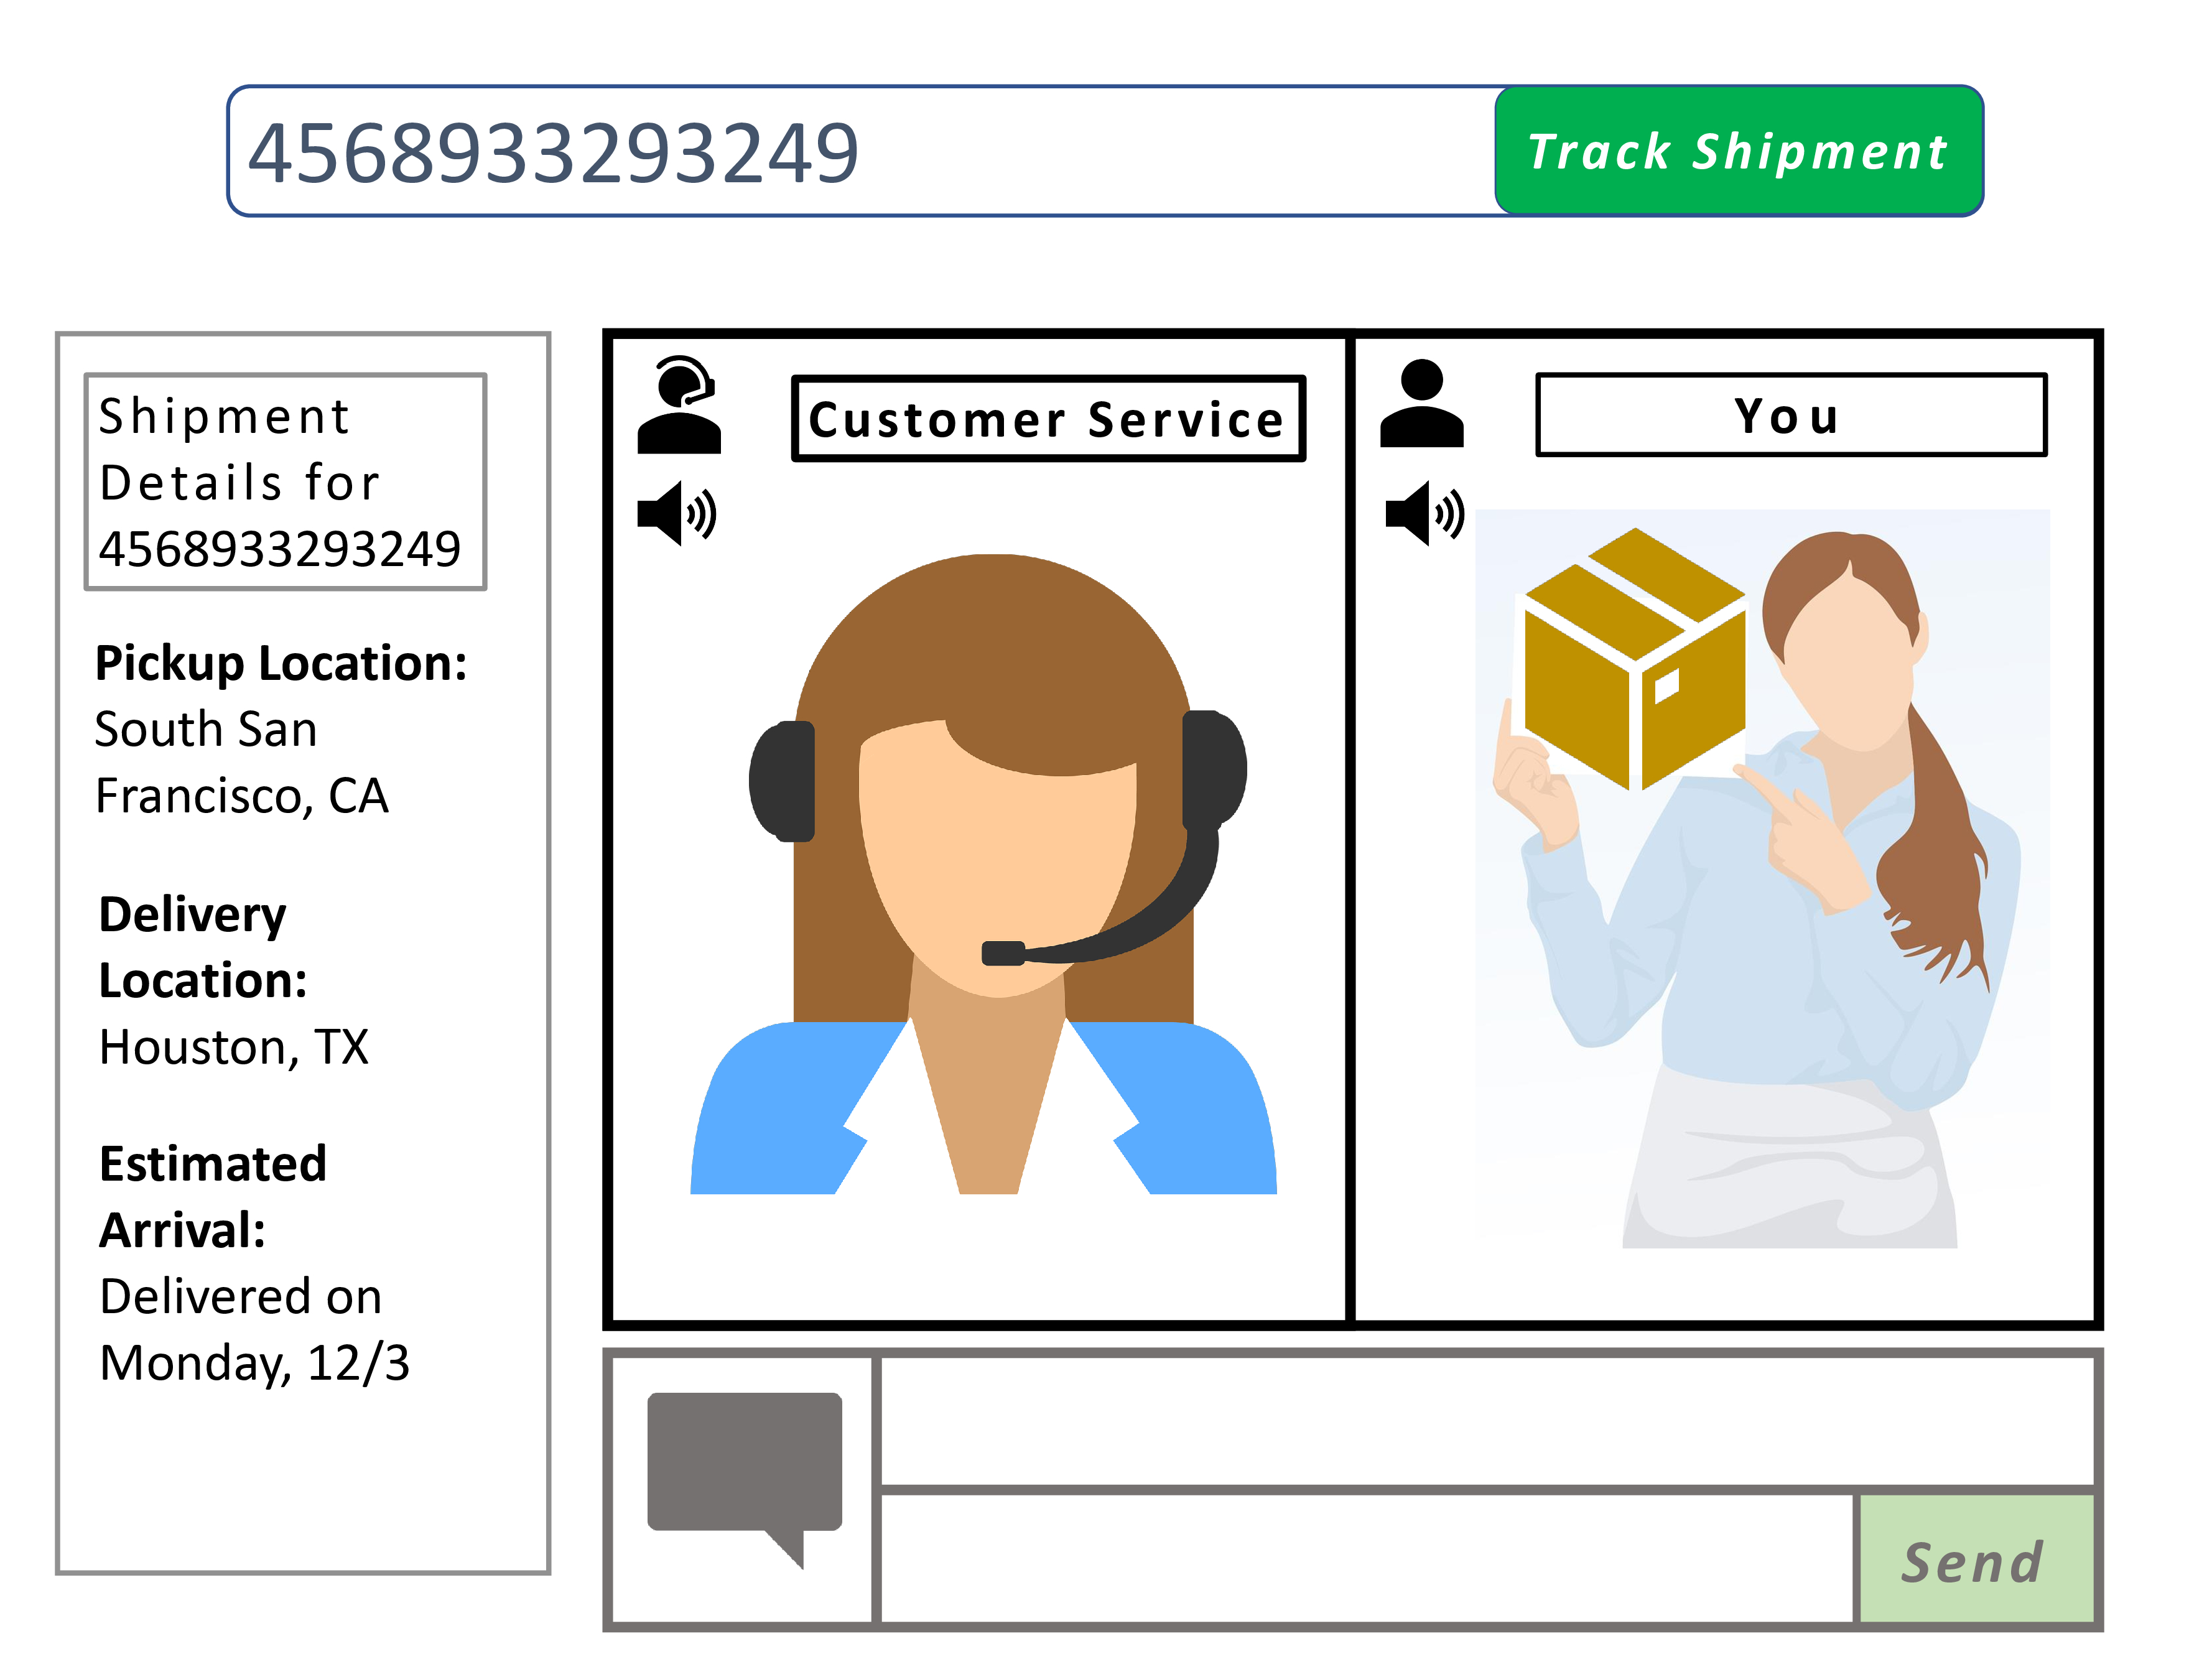 4568933293249
Track Shipment
Shipment
Details for
4568933293249
Pickup Location:
South San
Francisco, CA
Delivery
Location:
Houston, TX
Estimated
Arrival:
Delivered on
Monday, 12/3
Customer Service
You
Send